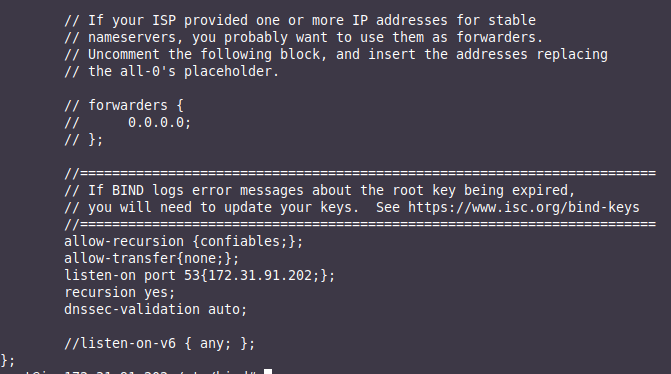 // If your ISP provided one or more IP addresses for stable
// nameservers, you probably want to use them as forwarders.
// Uncomment the following block, and insert the addresses replacing
// the all-0's placeholder.
// forwarders {
//      0.0.0.0;
// };
//========================================================================
// If BIND logs error messages about the root key being expired,
// you will need to update your keys.  See https://www.isc.org/bind-keys
//========================================================================
allow-recursion {confiables;};
allow-transfer{none;};
listen-on port 53{172.31.91.202;};
recursion yes;
dnssec-validation auto;
//listen-on-v6 { any; };
};